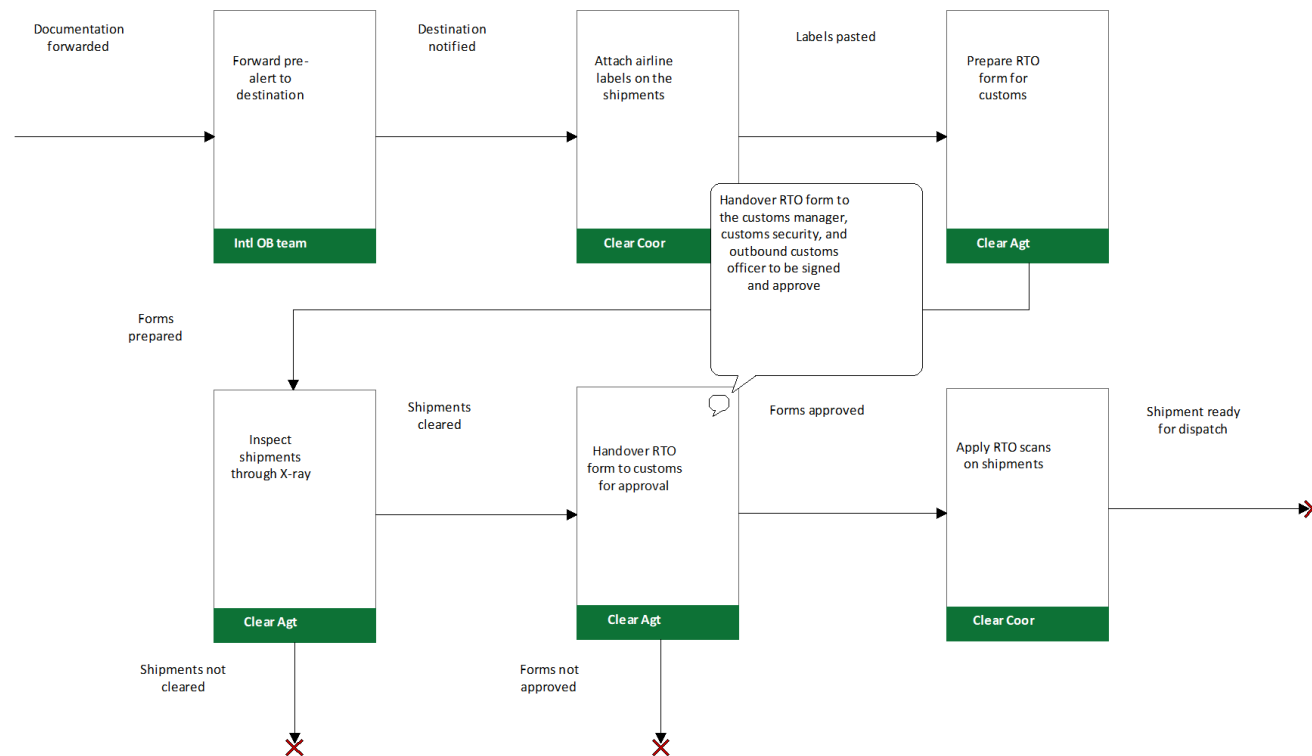 Documentation
forwarded
Forward pre-
alert to
destination
Intl OB team
Destination
notified
Attach airline
labels on the
shipments
Clear Coor
Labels pasted
Prepare RTO
form for
customs
Clear Agt
Handover RTO form to
the customs manager,
customs security, and
outbound customs
officer to be signed
and approve
Forms
prepared
Inspect
shipments
through X-ray
Clear Agt
Shipments
cleared
Handover RTO
form to customs
for approval
Clear Agt
Forms approved
Apply RTO scans
on shipments
Clear Coor
Shipment ready
for dispatch
Shipments not
cleared
Forms not
approved